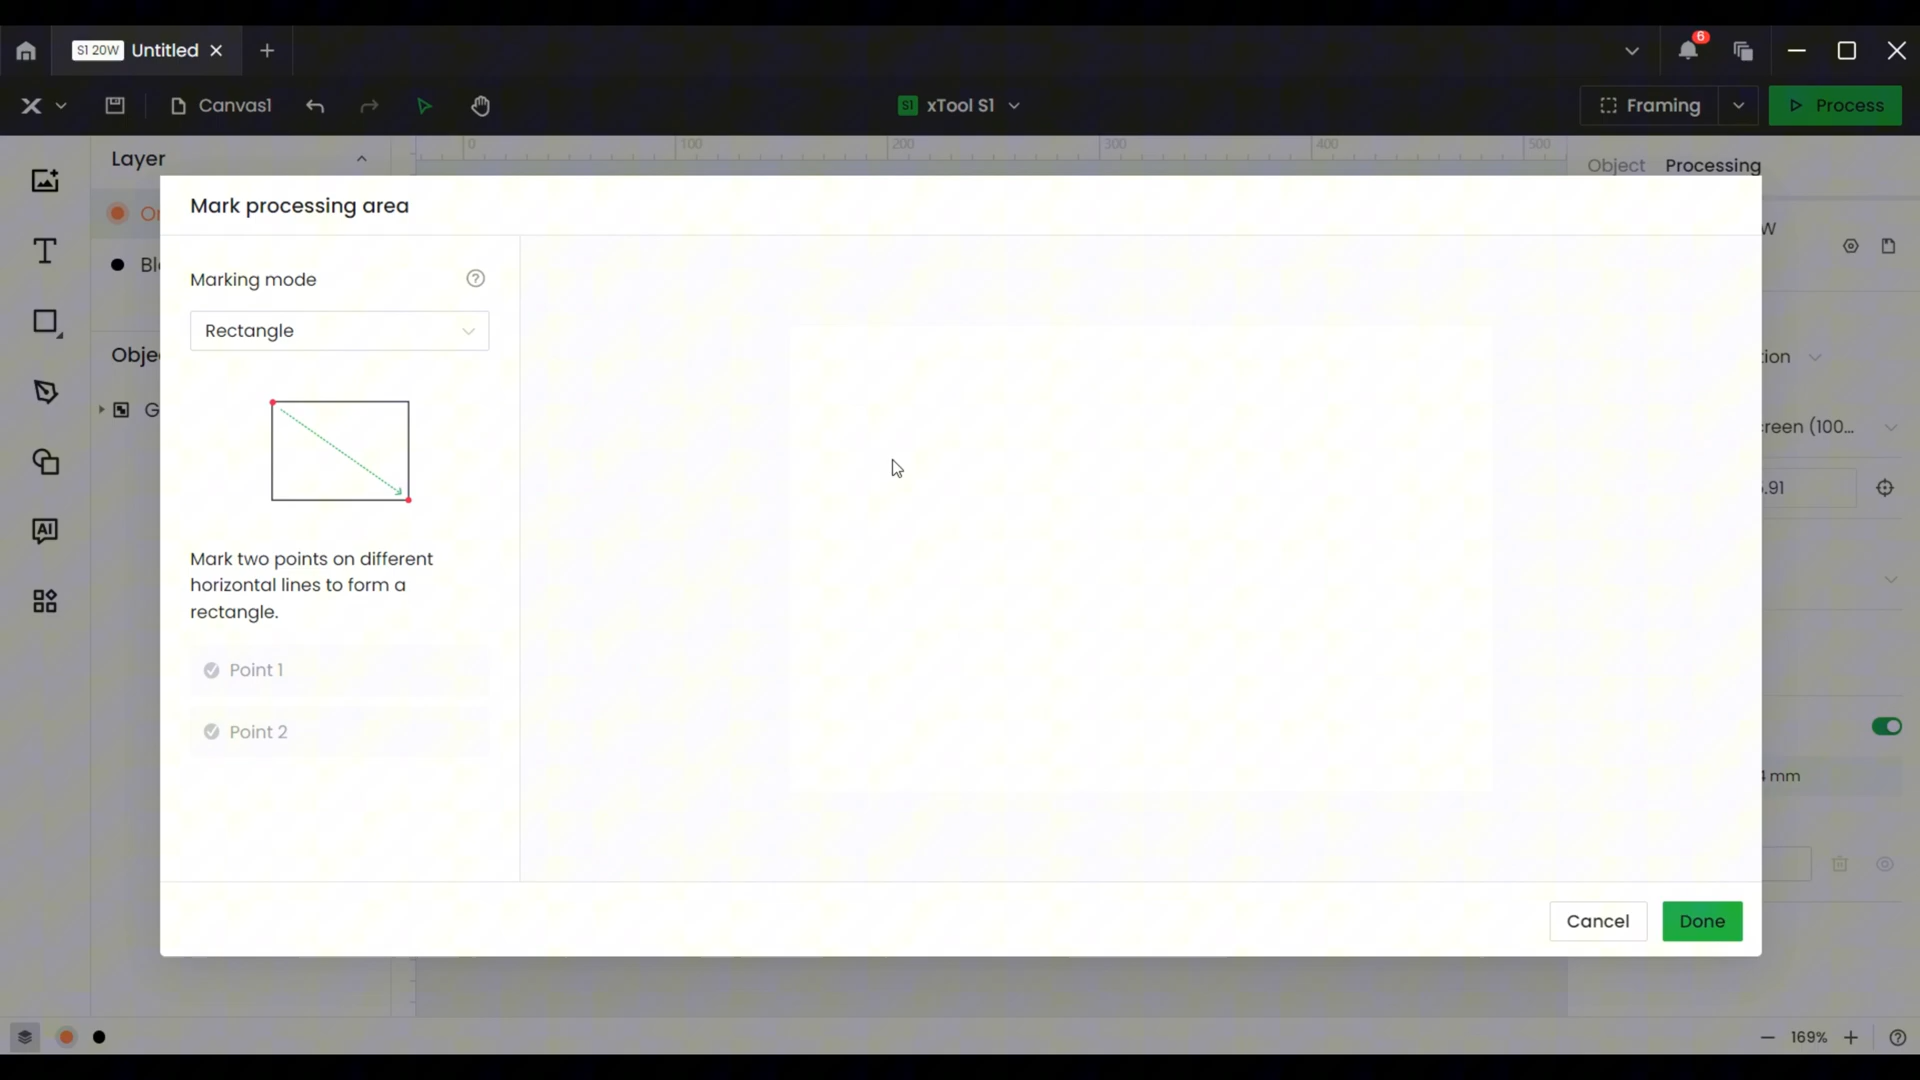 S1 20W Untitled
6
Canvas1
S1 xTool S1
Framing
Process
0 100 200 300 400 500
Layer
Object Processing
Mark processing area
Marking mode
Rectangle
Mark two points on different
horizontal lines to form a
rectangle.
Point 1
Point 2
AI
Cancel
Done
169%